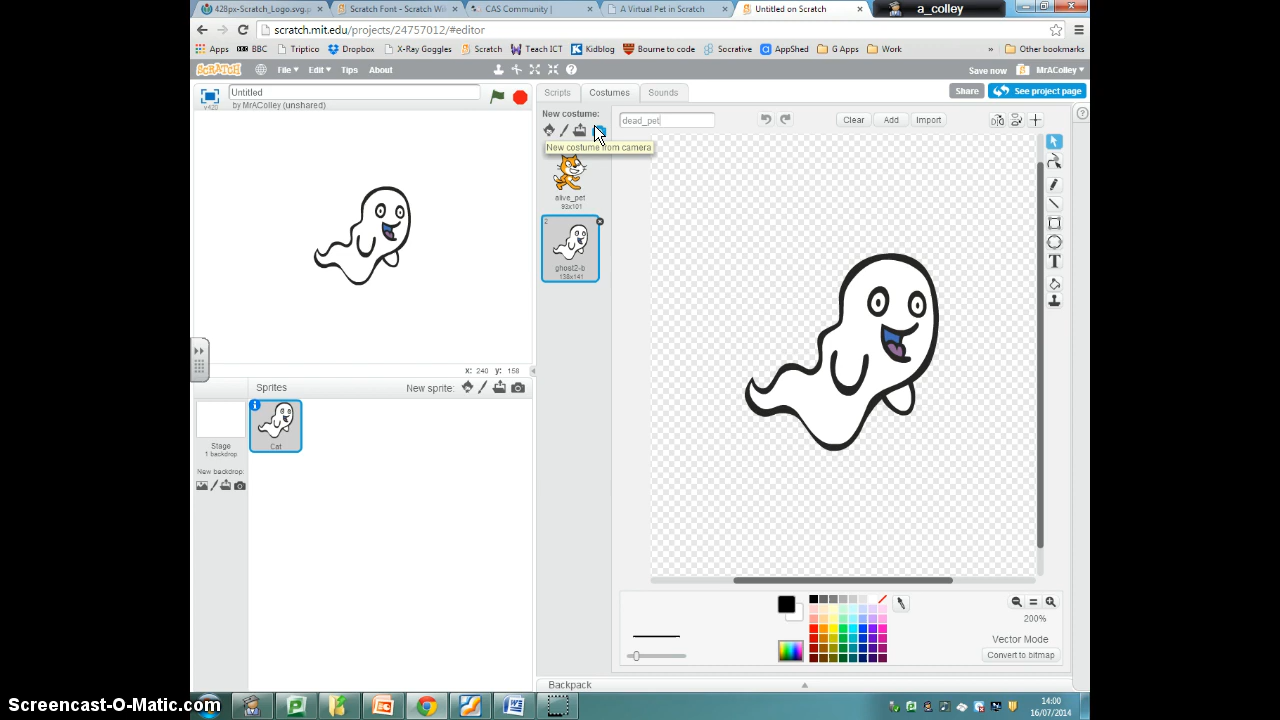 428px-Scratch_Logo.svg.p
Scratch Font - Scratch Wi
CAS Community |
A Virtual Pet in Scratch
Untitled on Scratch
a_colley
scratch.mit.edu/projects/24757012/#editor
Apps
BBC
Triptico
Dropbox
X-Ray Goggles
Scratch
Teach ICT
Kidblog
Bourne to code
Socrative
AppShed
G Apps
Work
»
Other bookmarks
SCRATCH
File
Edit
Tips
About
Save now
MrAColley
Untitled
by MrAColley (unshared)
v420
Scripts
Costumes
Sounds
Share
See project page
New costume:
dead_pet
Clear
Add
Import
New costume from camera
alive_pet
93x101
2
ghost2-b
138x141
x: 240 y: 158
Sprites
New sprite:
Cat
Stage
1 backdrop
New backdrop:
200%
Vector Mode
Convert to bitmap
Backpack
Screencast-O-Matic.com
14:00
16/07/2014